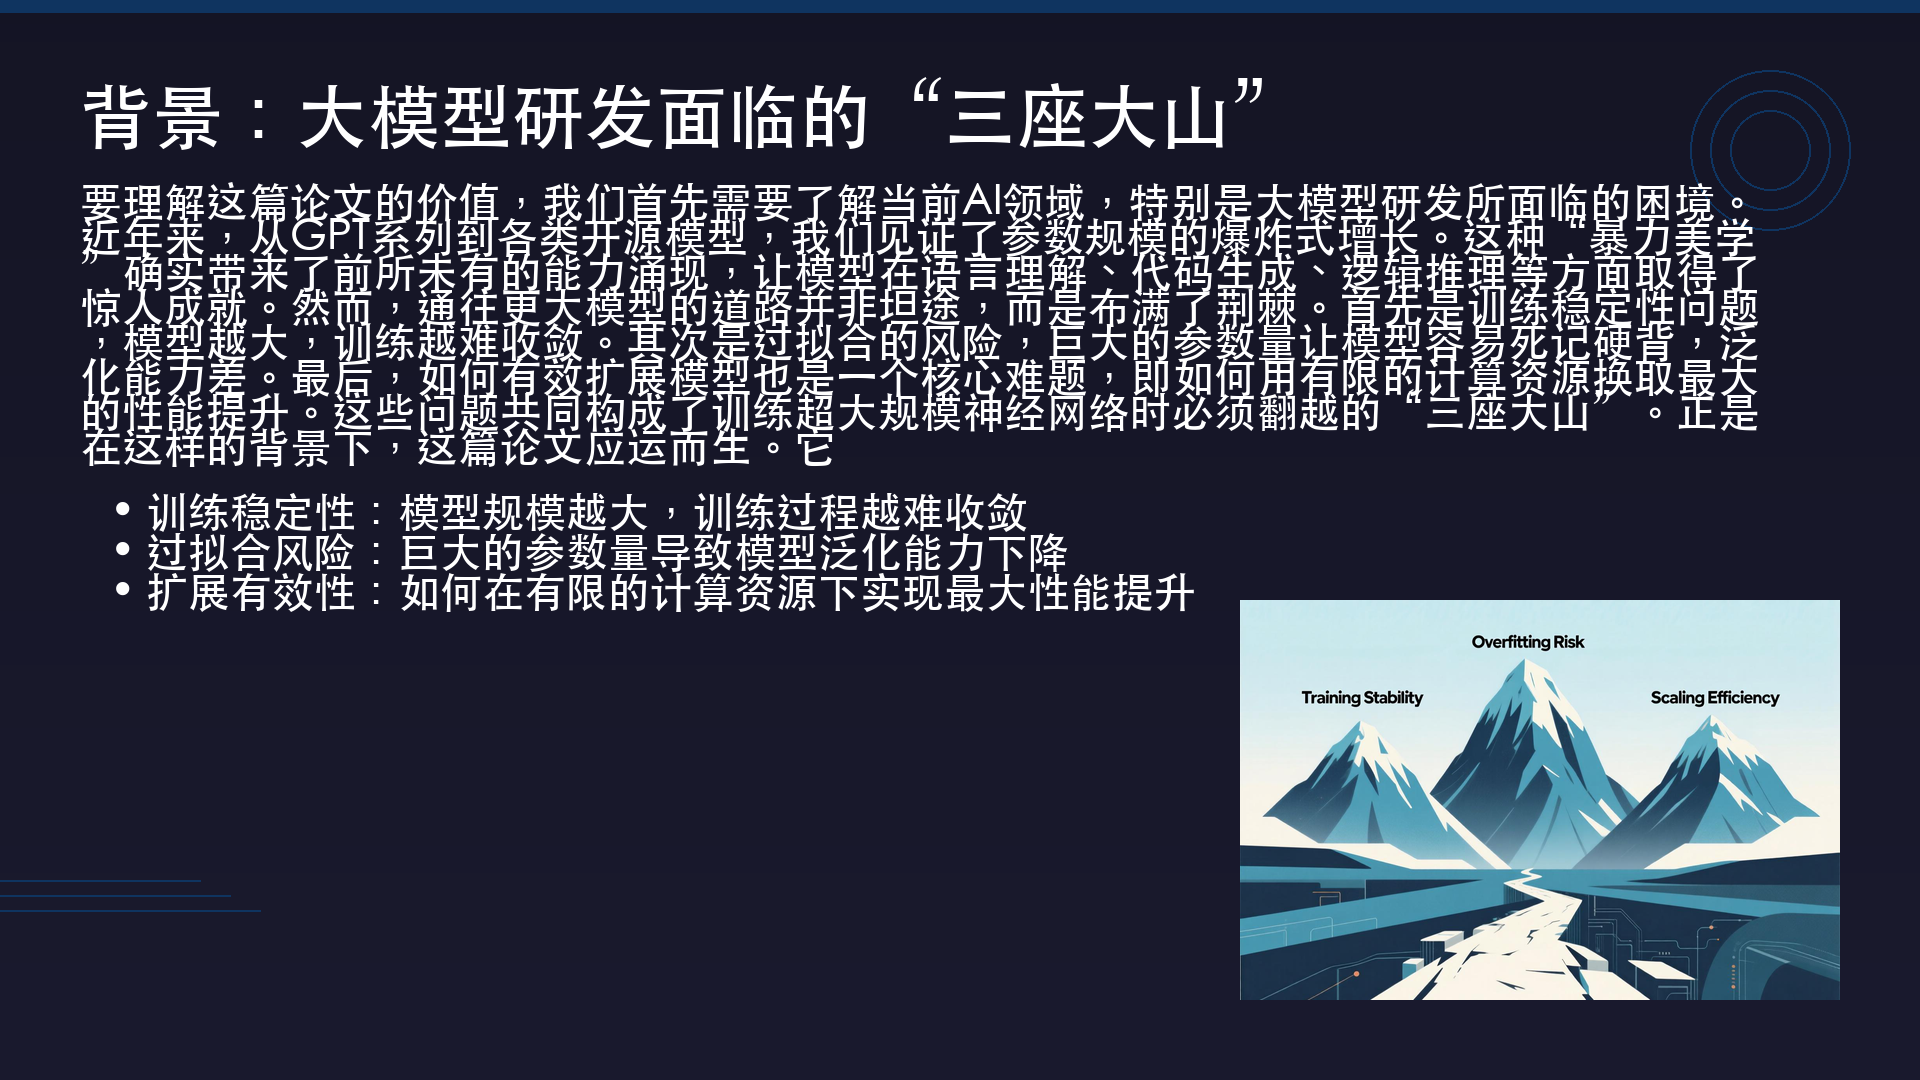 背景：大模型研发面临的“三座大山”
要理解这篇论文的价值，我们首先需要了解当前AI领域，特别是大模型研发所面临的困境。
近年来，从GPT系列到各类开源模型，我们见证了参数规模的爆炸式增长。这种“暴力美学
”确实带来了前所未有的能力涌现，让模型在语言理解、代码生成、逻辑推理等方面取得了
惊人成就。然而，通往更大模型的道路并非坦途，而是布满了荆棘。首先是训练稳定性问题
，模型越大，训练越难收敛。其次是过拟合的风险，巨大的参数量让模型容易死记硬背，泛
化能力差。最后，如何有效扩展模型也是一个核心难题，即如何用有限的计算资源换取最大
的性能提升。这些问题共同构成了训练超大规模神经网络时必须翻越的“三座大山”。正是
在这样的背景下，这篇论文应运而生。它
• 训练稳定性：模型规模越大，训练过程越难收敛
• 过拟合风险：巨大的参数量导致模型泛化能力下降
• 扩展有效性：如何在有限的计算资源下实现最大性能提升
Overfitting Risk
Training Stability
Scaling Efficiency